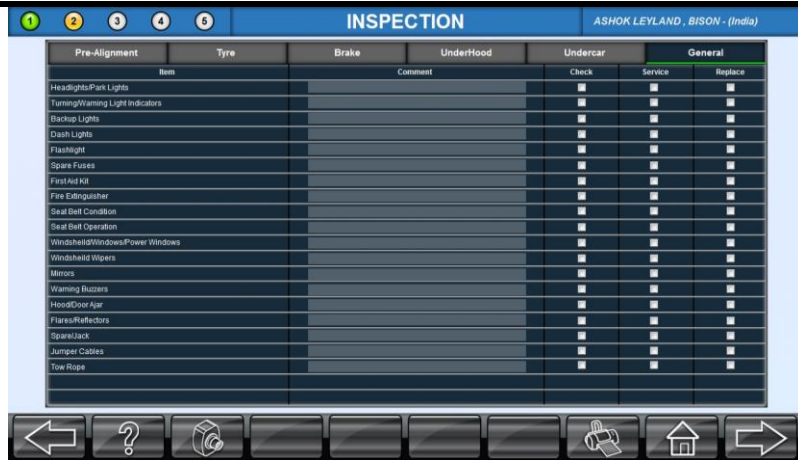 1 2 3 4 5 INSPECTION ASHOK LEYLAND , BISON - (India)
Pre-Alignment Tyre Brake UnderHood Undercar General
Item Comment Check Service Replace
Headlights/Park Lights
Turning/Warning Light Indicators
Backup Lights
Dash Lights
Flashlight
Spare Fuses
First Aid Kit
Fire Extinguisher
Seat Belt Condition
Seat Belt Operation
Windsheild/Windows/Power Windows
Windsheild Wipers
Mirrors
Warning Buzzers
Hood/Door Ajar
Flares/Reflectors
Spare/Jack
Jumper Cables
Tow Rope
?